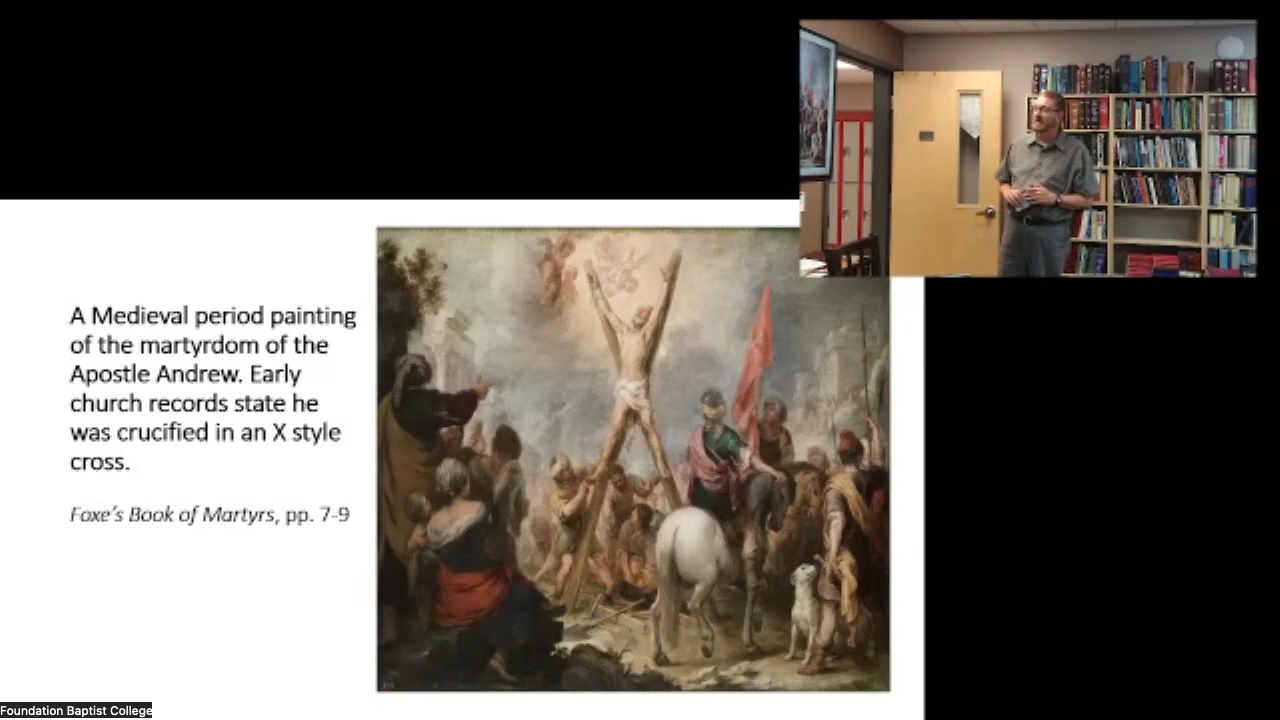 A Medieval period painting
of the martyrdom of the
Apostle Andrew. Early
church records state he
was crucified in an X style
cross.
Foxe's Book of Martyrs, pp. 7-9
Foundation Baptist College